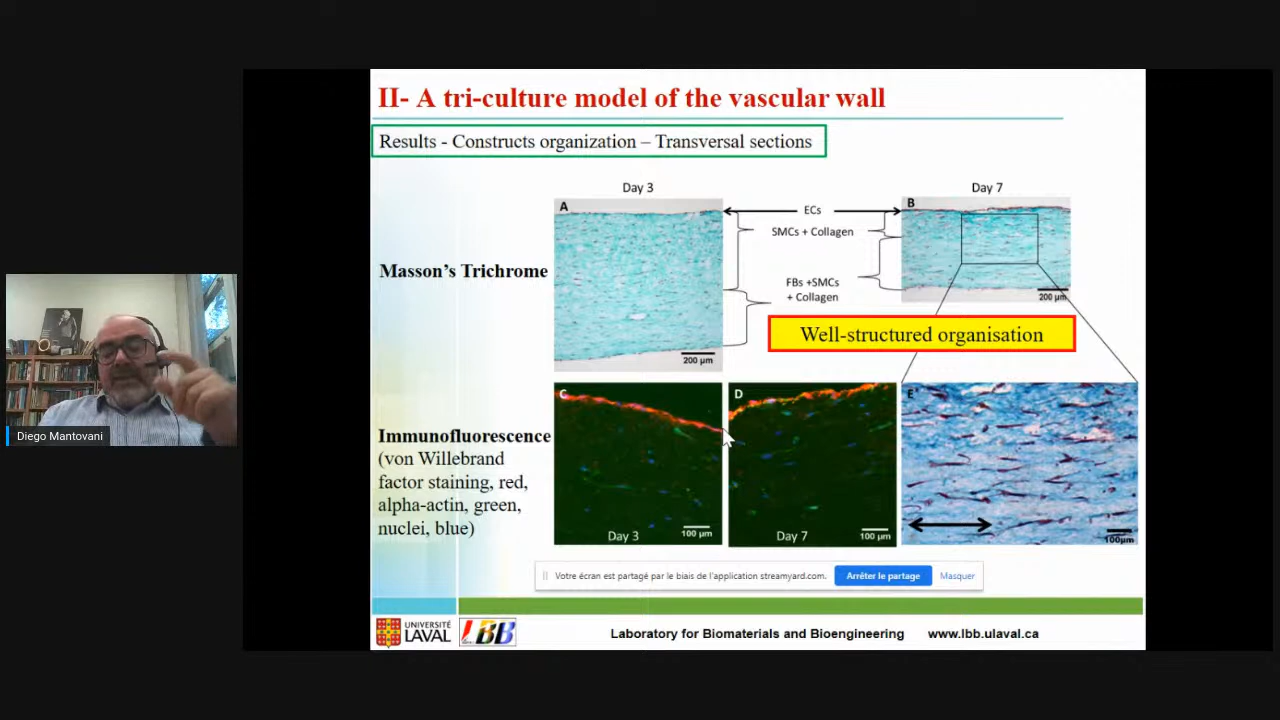 II- A tri-culture model of the vascular wall
Results - Constructs organization – Transversal sections
Day 3
Day 7
A
B
ECs
SMCs + Collagen
FBs +SMCs
+ Collagen
Masson's Trichrome
200 µm
200 µm
Well-structured organisation
C
D
E
Immunofluorescence
(von Willebrand
factor staining, red,
alpha-actin, green,
nuclei, blue)
Day 3
100 µm
Day 7
100 µm
100µm
Diego Mantovani
Votre écran est partagé par le biais de l'application streamyard.com.
Arrêter le partage
Masquer
UNIVERSITÉ
LAVAL
LBB
Laboratory for Biomaterials and Bioengineering
www.lbb.ulaval.ca